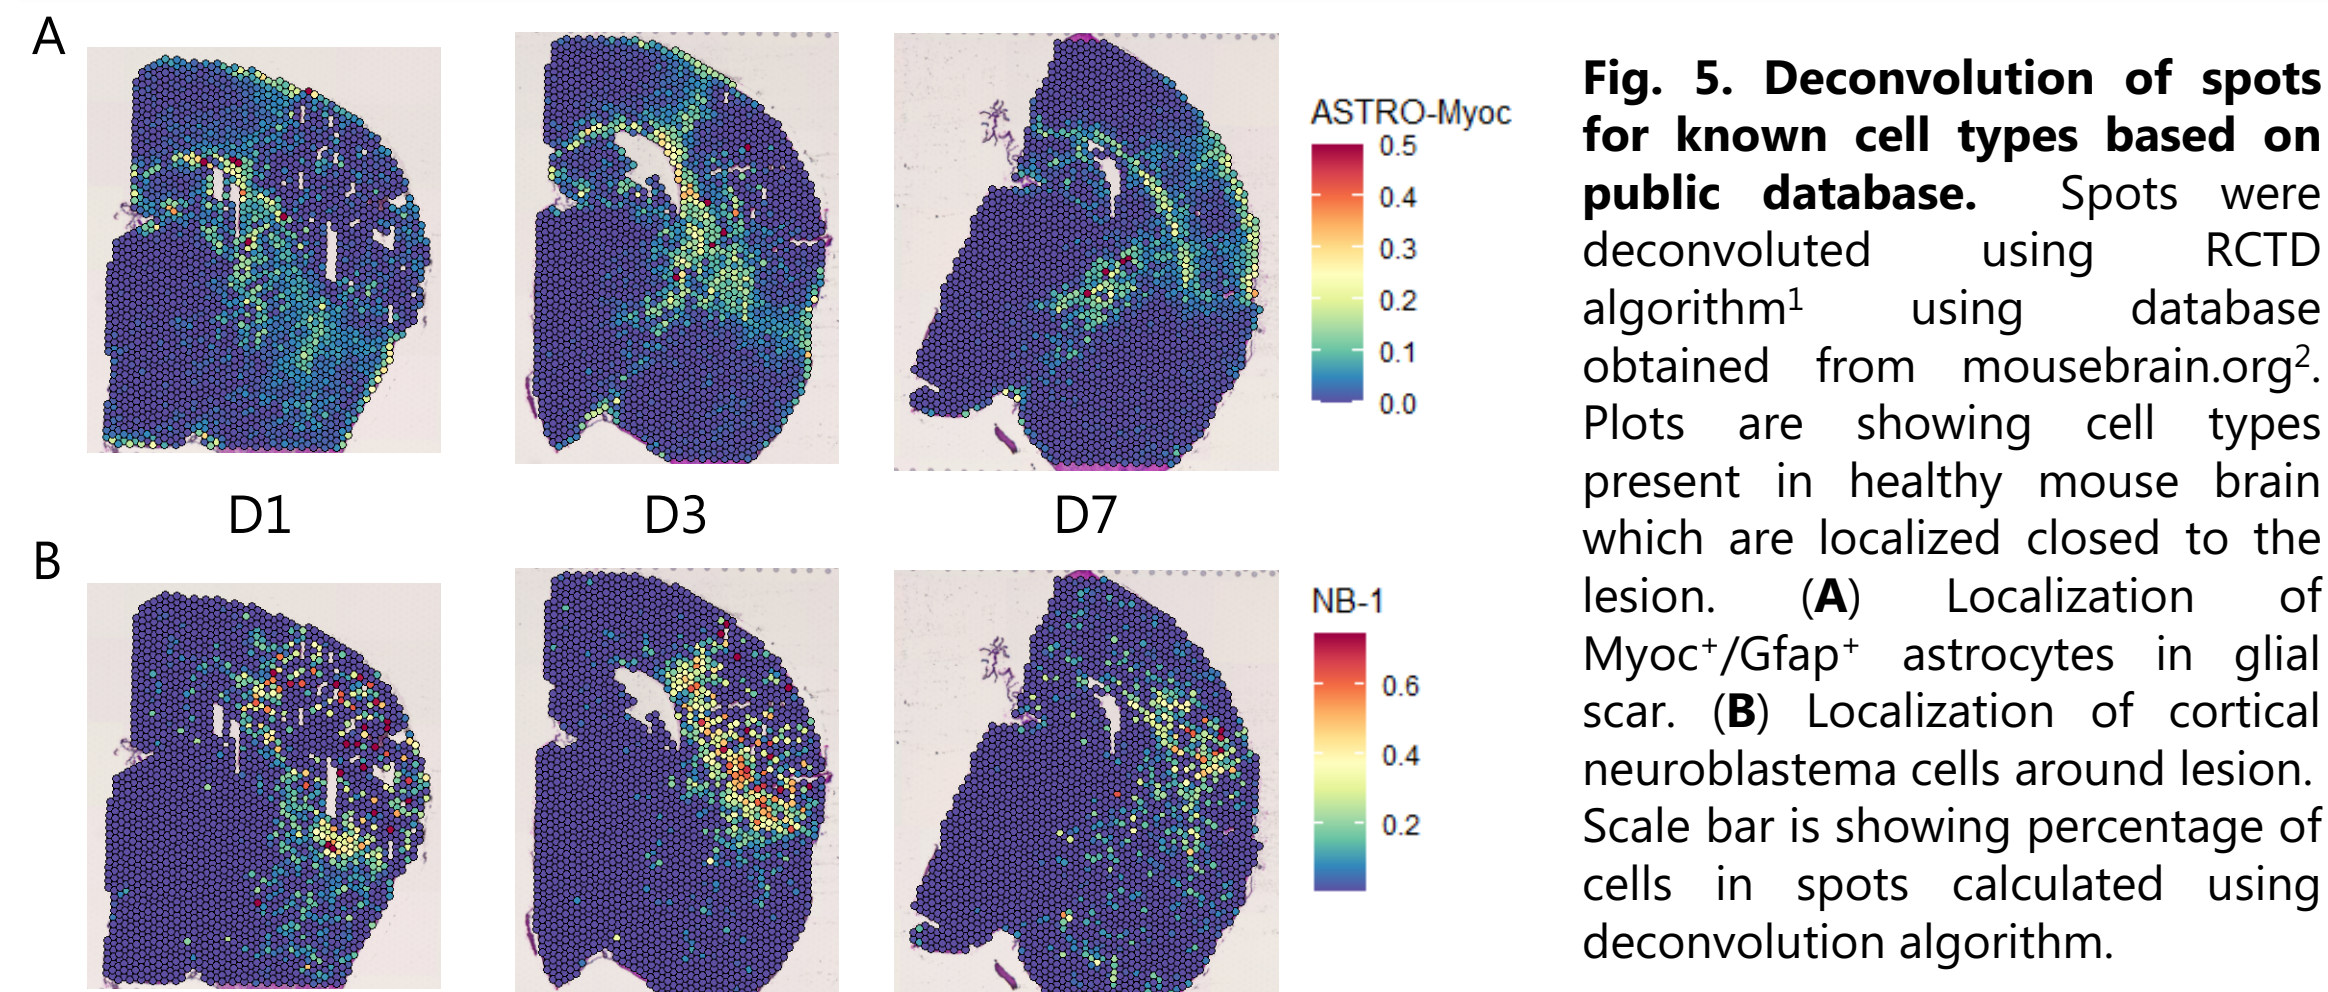 A
ASTRO-Myoc
0.5
0.4
0.3
0.2
0.1
0.0
D1
D3
D7
B
NB-1
0.6
0.4
0.2
Fig. 5. Deconvolution of spots
for known cell types based on
public database. Spots were
deconvoluted using RCTD
algorithm¹ using database
obtained from mousebrain.org².
Plots are showing cell types
present in healthy mouse brain
which are localized closed to the
lesion. (A) Localization of
Myoc⁺/Gfap⁺ astrocytes in glial
scar. (B) Localization of cortical
neuroblastema cells around lesion.
Scale bar is showing percentage of
cells in spots calculated using
deconvolution algorithm.